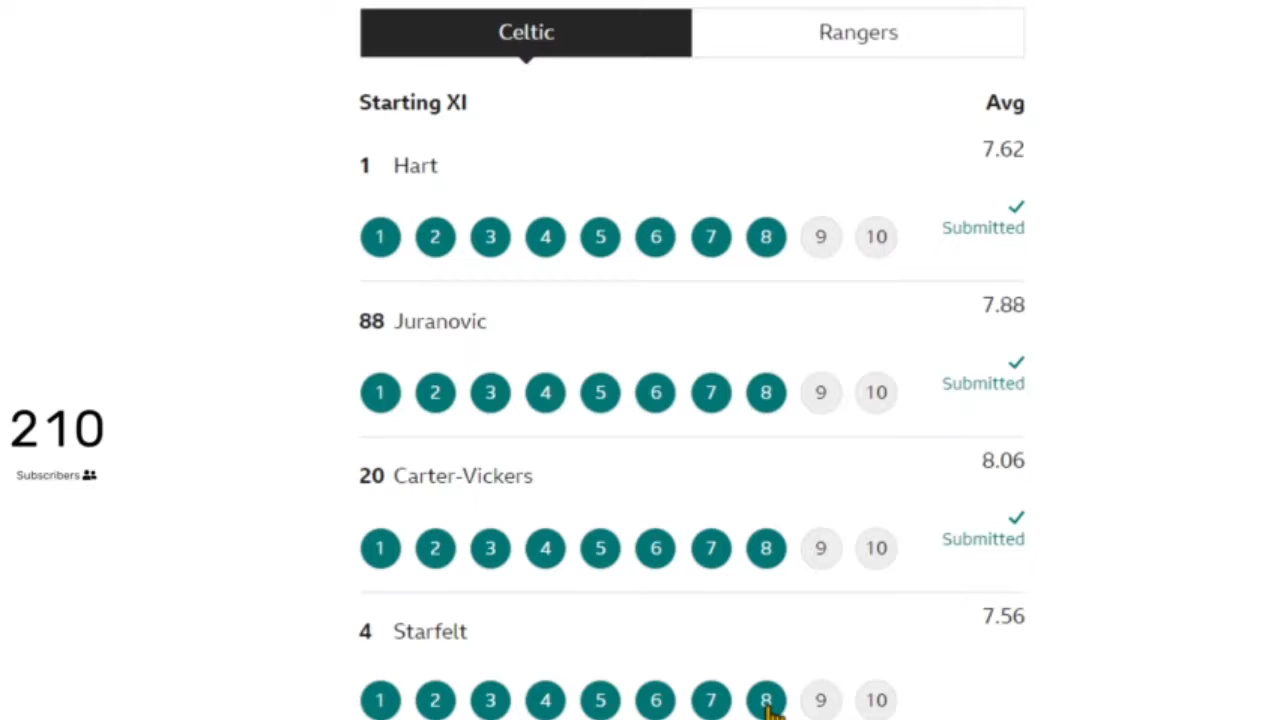 Celtic Rangers
Starting XI Avg
7.62
1 Hart
Submitted
1 2 3 4 5 6 7 8 9 10
7.88
88 Juranovic
Submitted
1 2 3 4 5 6 7 8 9 10
210
Subscribers
8.06
20 Carter-Vickers
Submitted
1 2 3 4 5 6 7 8 9 10
7.56
4 Starfelt
1 2 3 4 5 6 7 8 9 10